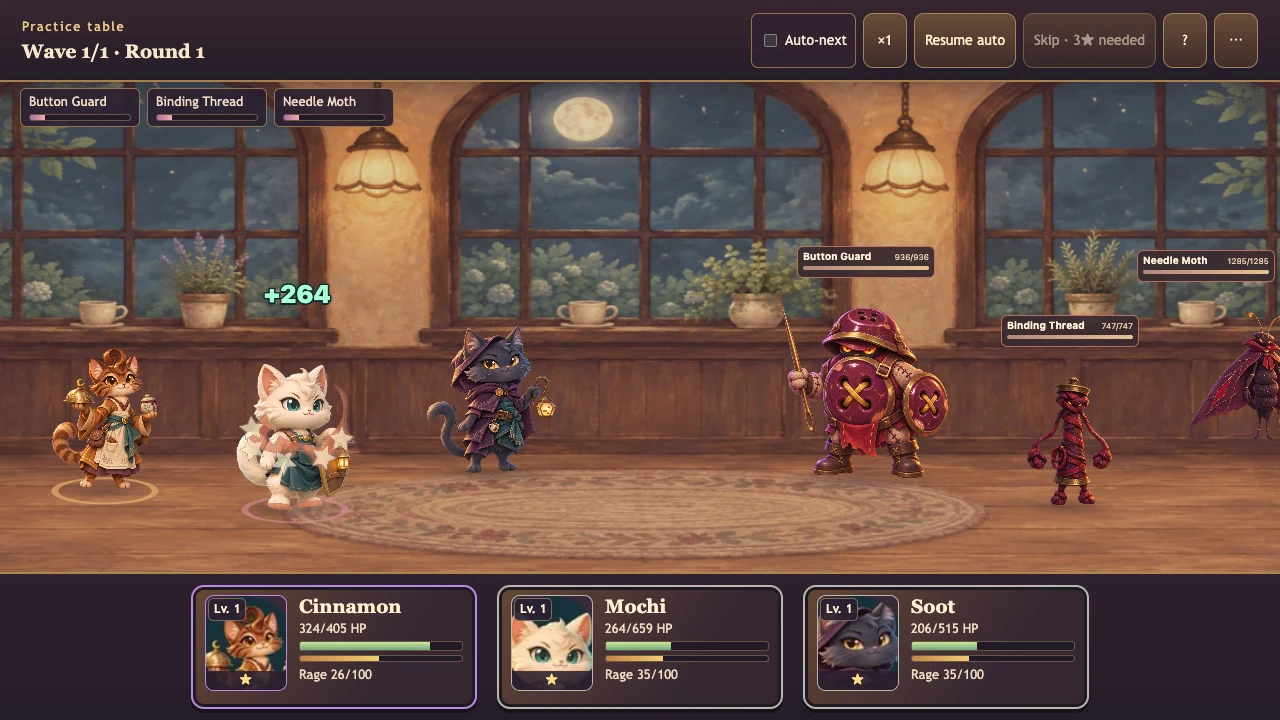 Practice table
Wave 1/1 · Round 1
Auto-next
×1
Resume auto
Skip · 3★ needed
?
···
Button Guard
Binding Thread
Needle Moth
+264
Button Guard 936/936
Binding Thread 747/747
Needle Moth 1285/1285
Lv. 1
Cinnamon
324/405 HP
Rage 26/100
Lv. 1
Mochi
264/659 HP
Rage 35/100
Lv. 1
Soot
206/515 HP
Rage 35/100